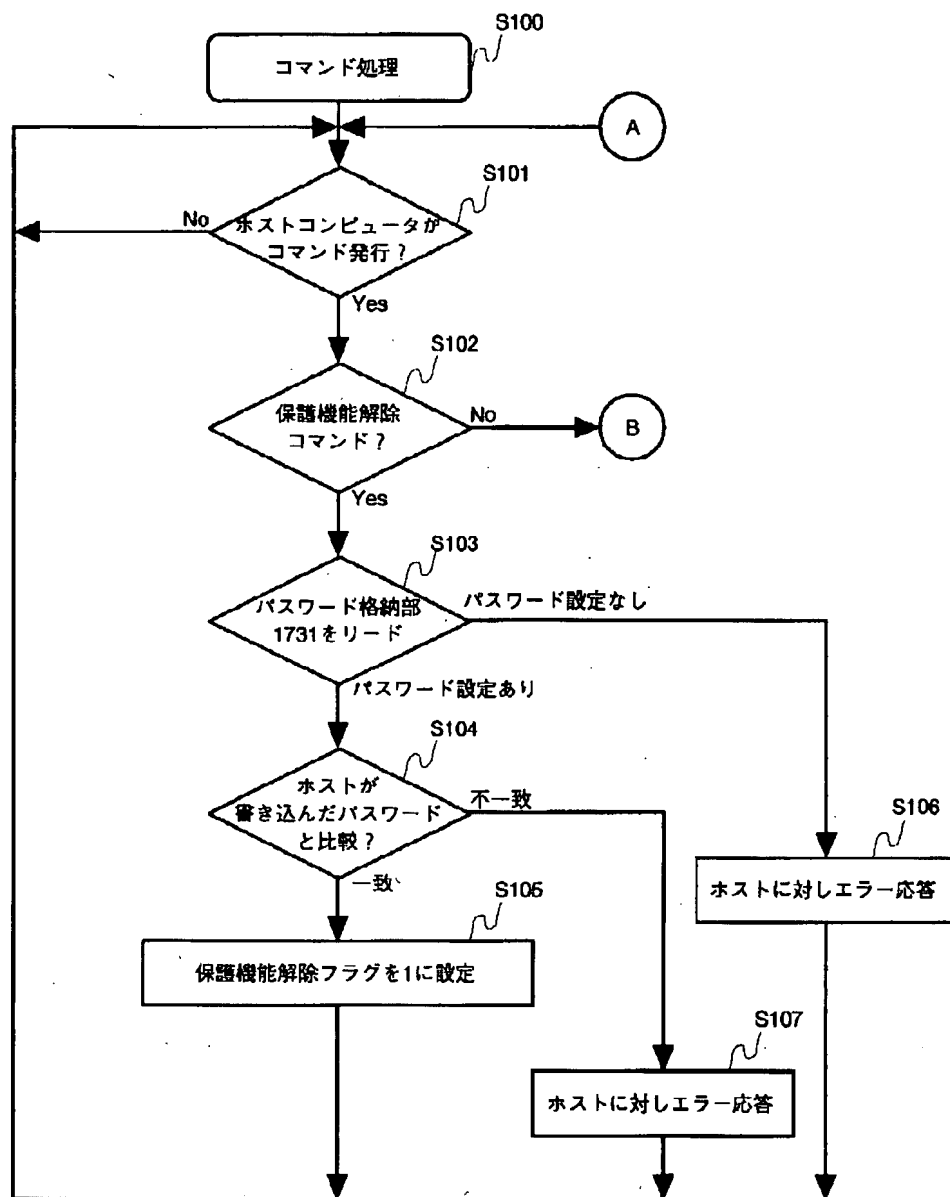 S100
コマンド処理
A
S101
No
ホストコンピュータが
コマンド発行?
Yes
S102
保護機能解除
コマンド?
No
B
Yes
S103
パスワード格納部
1731をリード
パスワード設定なし
パスワード設定あり
S104
ホストが
書き込んだパスワード
と比較?
不一致
一致
S106
ホストに対しエラー応答
S105
保護機能解除フラグを1に設定
S107
ホストに対しエラー応答